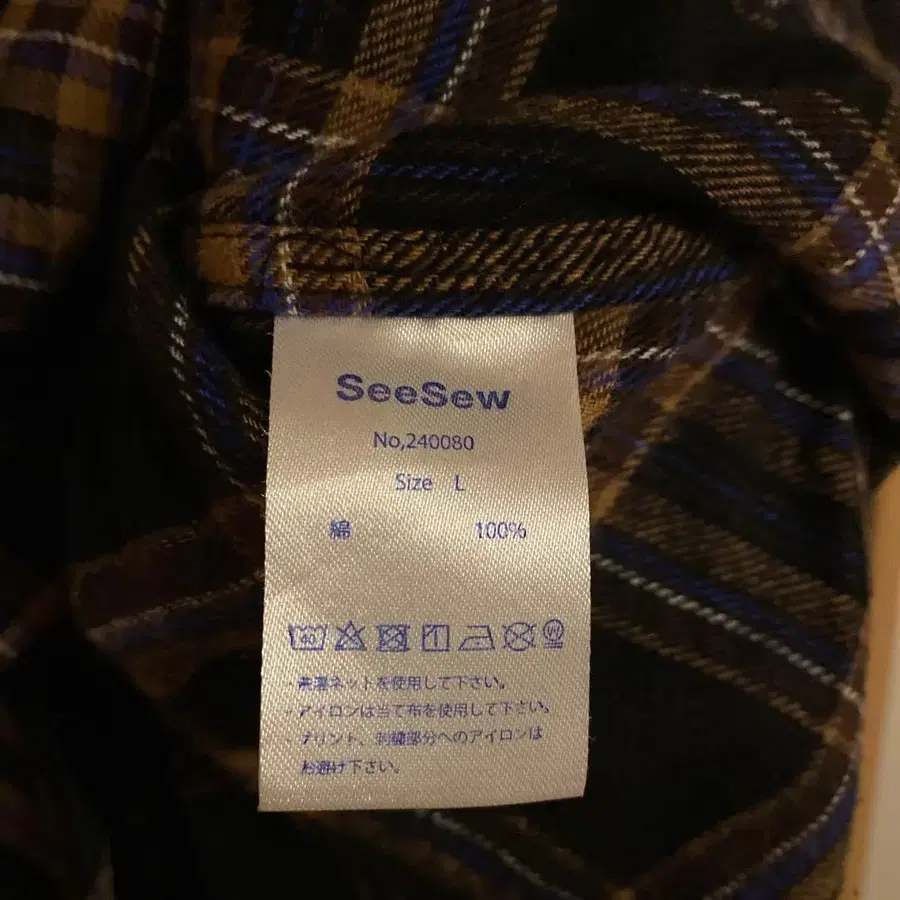 SeeSew
No,240080
Size L
綿 100%
40
W
・洗濯ネットを使用して下さい。
・アイロンは当て布を使用して下さい。
・プリント、刺繍部分へのアイロンは
お避け下さい。